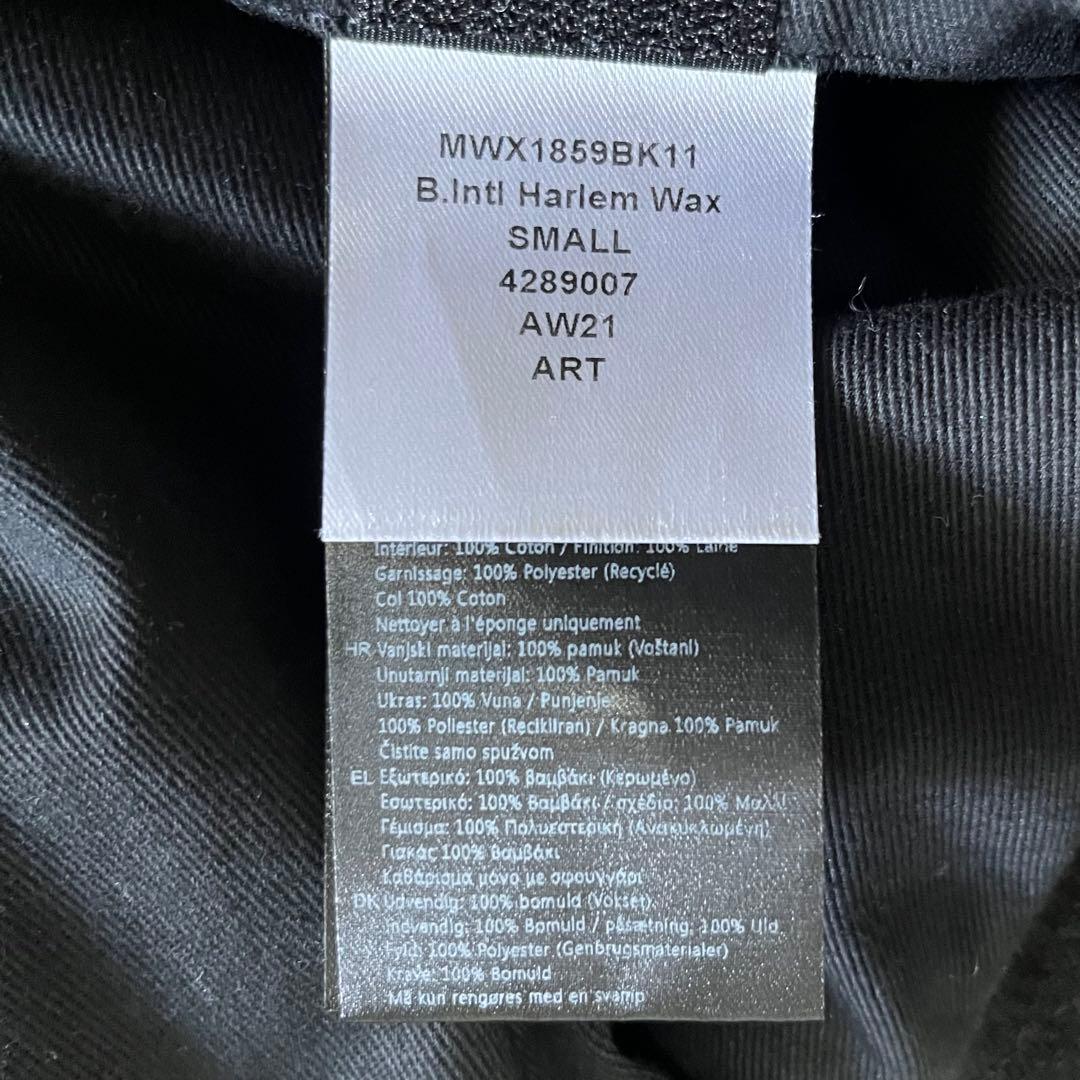 MWX1859BK11
B.Intl Harlem Wax
SMALL
4289007
AW21
ART
Intérieur: 100% Coton / Finition: 100% Laine
Garnissage: 100% Polyester (Recyclé)
Col 100% Coton
Nettoyer à l'éponge uniquement
HR Vanjski materijal: 100% pamuk (Voštani)
Unutarnji materijal: 100% Pamuk
Ukras: 100% Vuna / Punjenje:
100% Poliester (Recikliran) / Kragna 100% Pamuk
Čistite samo spužvom
EL Εξωτερικό: 100% βαμβάκι (Κερωμένο)
Εσωτερικό: 100% Βαμβάκι / σχέδιο: 100% Μαλλί
Γέμισμα: 100% Πολυεστερική (Ανακυκλωμένη)
Γιακάς 100% Βαμβάκι
Καθάρισμα μόνο με σφουγγάρι
DK Udvendig: 100% bomuld (Vokset)
Indvendig: 100% Bomuld / påsætning: 100% Uld
Fyld: 100% Polyester (Genbrugsmaterialer)
Krave: 100% Bomuld
Må kun rengøres med en svamp